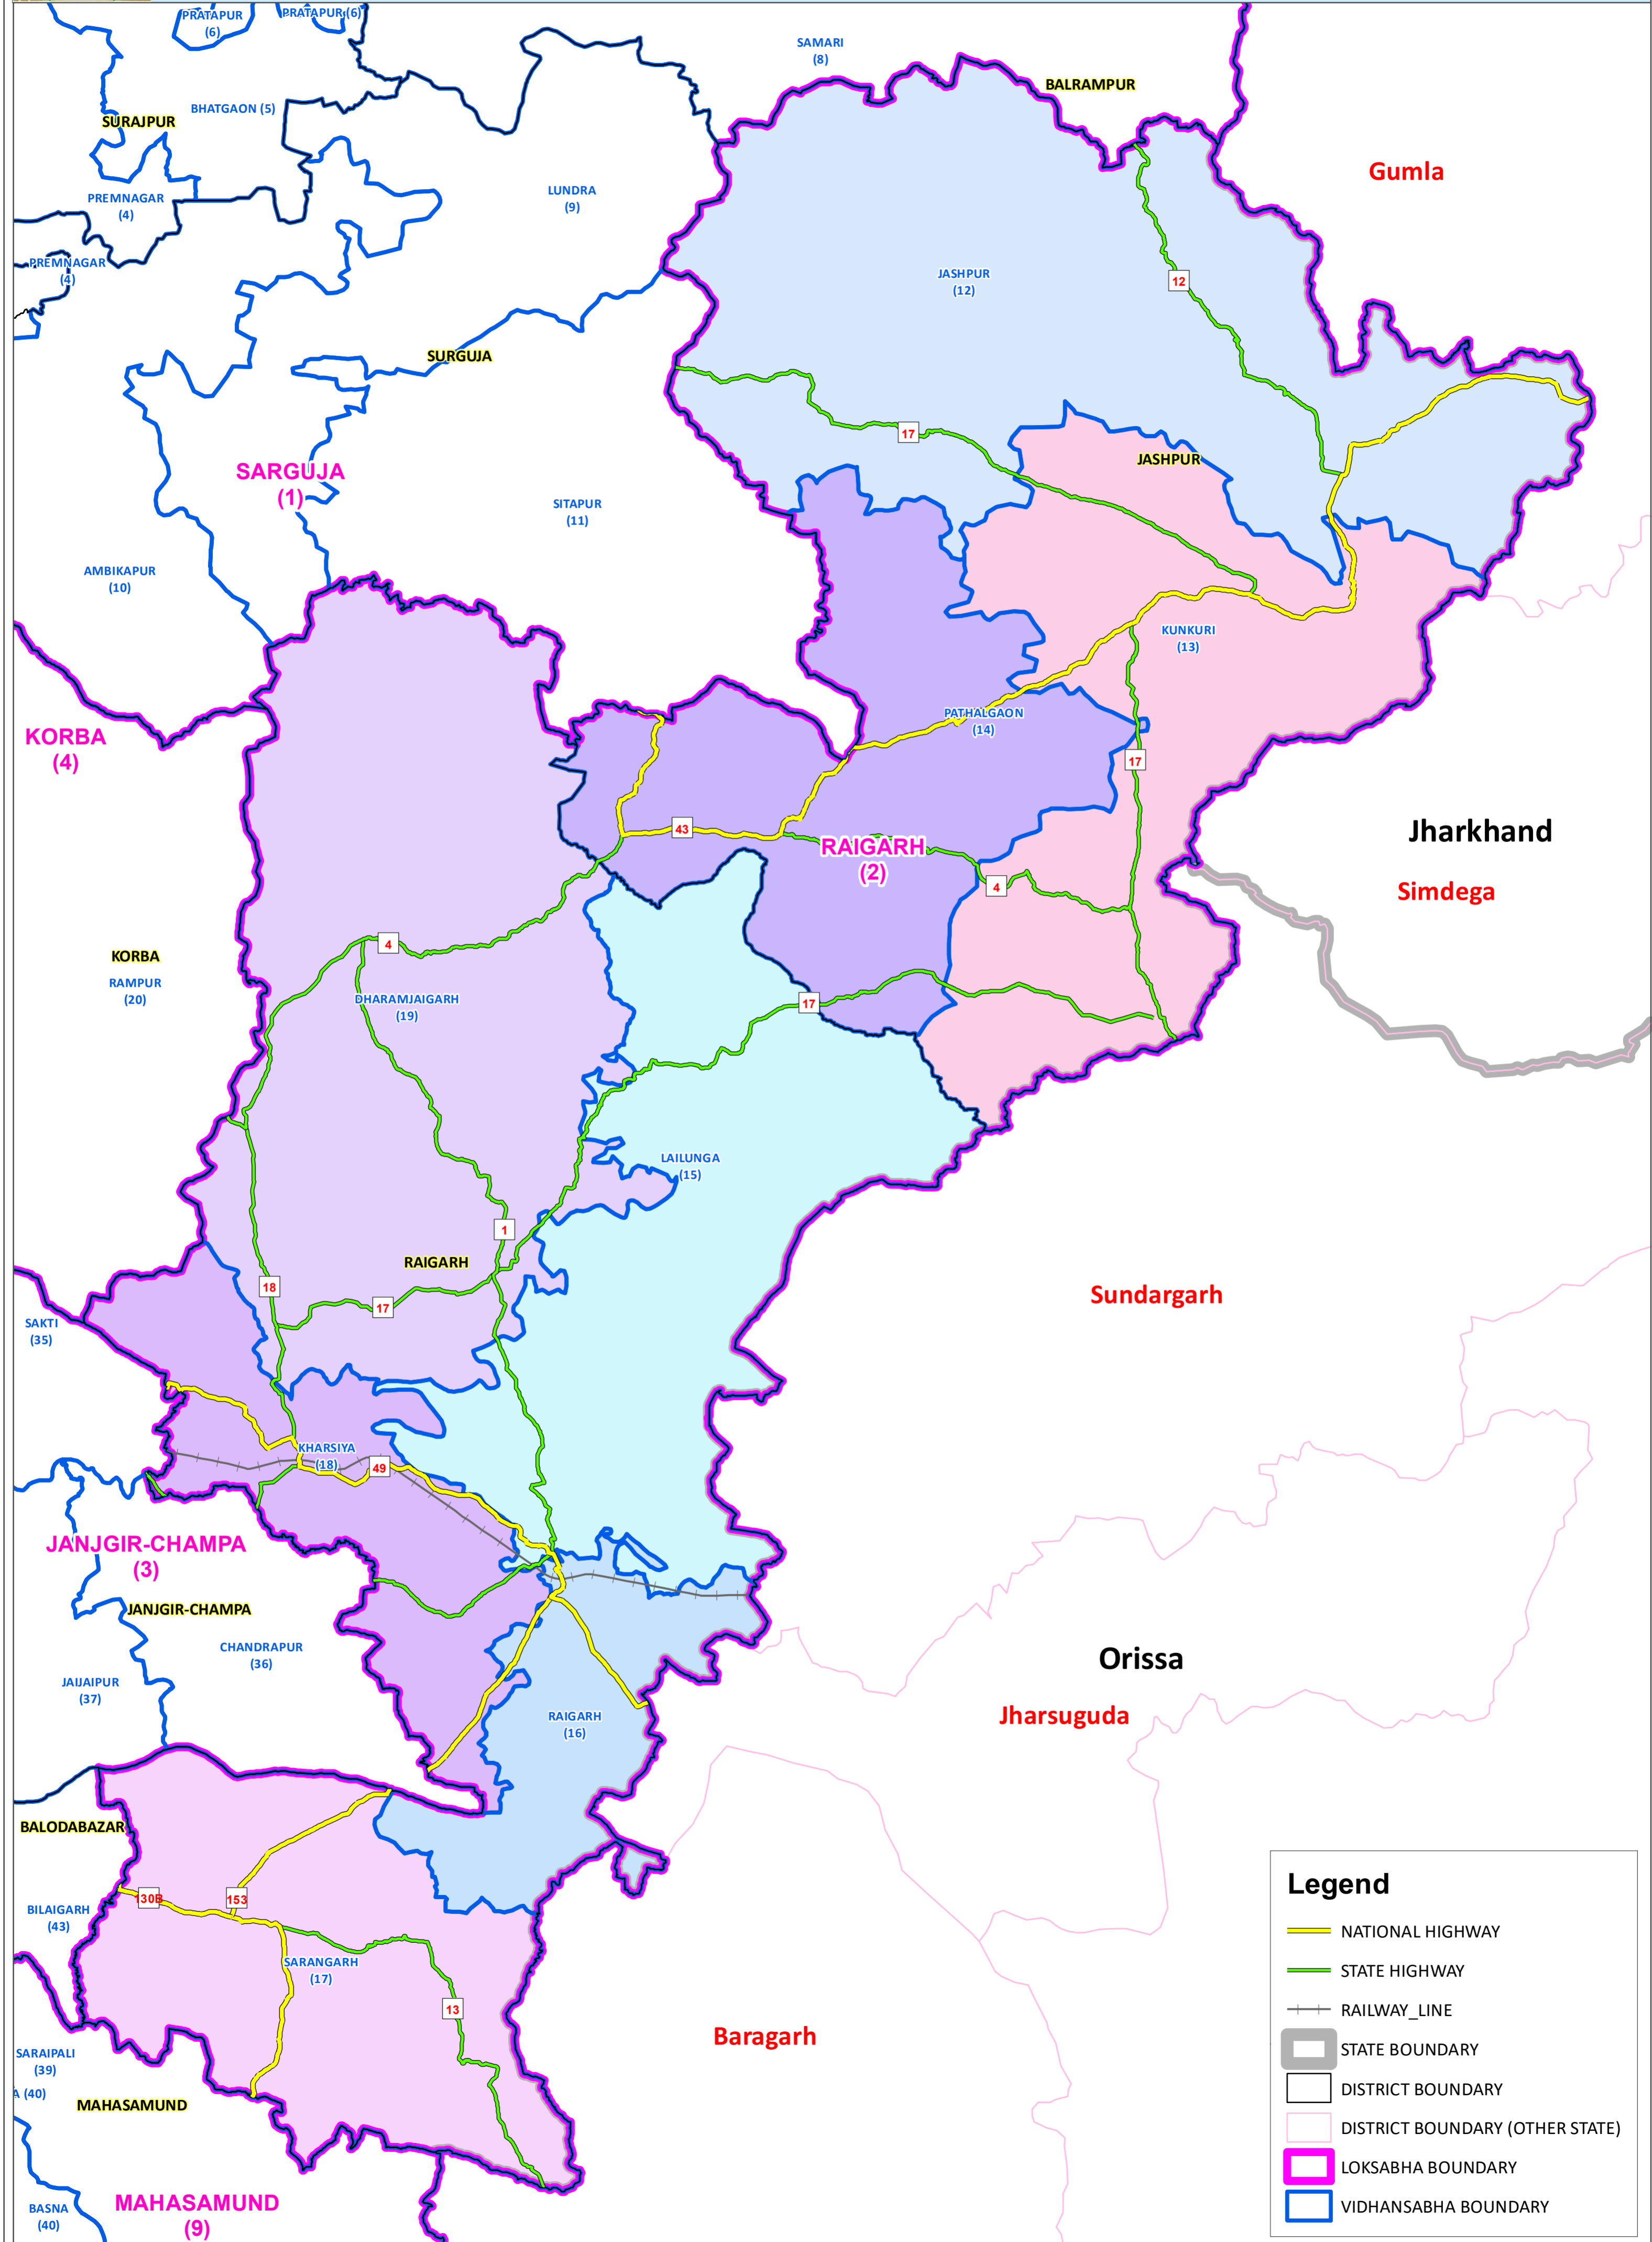 PRATAPUR
(6)
PRATAPUR (6)
SAMARI
(8)
BALRAMPUR
BHATGAON (5)
SURAJPUR
Gumla
PREMNAGAR
(4)
LUNDRA
(9)
PREMNAGAR
(4)
JASHPUR
(12)
12
SURGUJA
17
JASHPUR
SARGUJA
(1)
SITAPUR
(11)
AMBIKAPUR
(10)
KUNKURI
(13)
PATHALGAON
(14)
KORBA
(4)
17
43
RAIGARH
(2)
Jharkhand
4
Simdega
4
KORBA
RAMPUR
(20)
DHARAMJAIGARH
(19)
17
LAILUNGA
(15)
1
RAIGARH
18
17
Sundargarh
SAKTI
(35)
KHARSIYA
(18)
49
JANJGIR-CHAMPA
(3)
JANJGIR-CHAMPA
CHANDRAPUR
(36)
Orissa
JAIJAIPUR
(37)
RAIGARH
(16)
Jharsuguda
BALODABAZAR
130B
153
BILAIGARH
(43)
SARANGARH
(17)
13
Baragarh
SARAIPALI
(39)
A (40)
MAHASAMUND
MAHASAMUND
(9)
BASNA
(40)
Legend
NATIONAL HIGHWAY
STATE HIGHWAY
RAILWAY_LINE
STATE BOUNDARY
DISTRICT BOUNDARY
DISTRICT BOUNDARY (OTHER STATE)
LOKSABHA BOUNDARY
VIDHANSABHA BOUNDARY